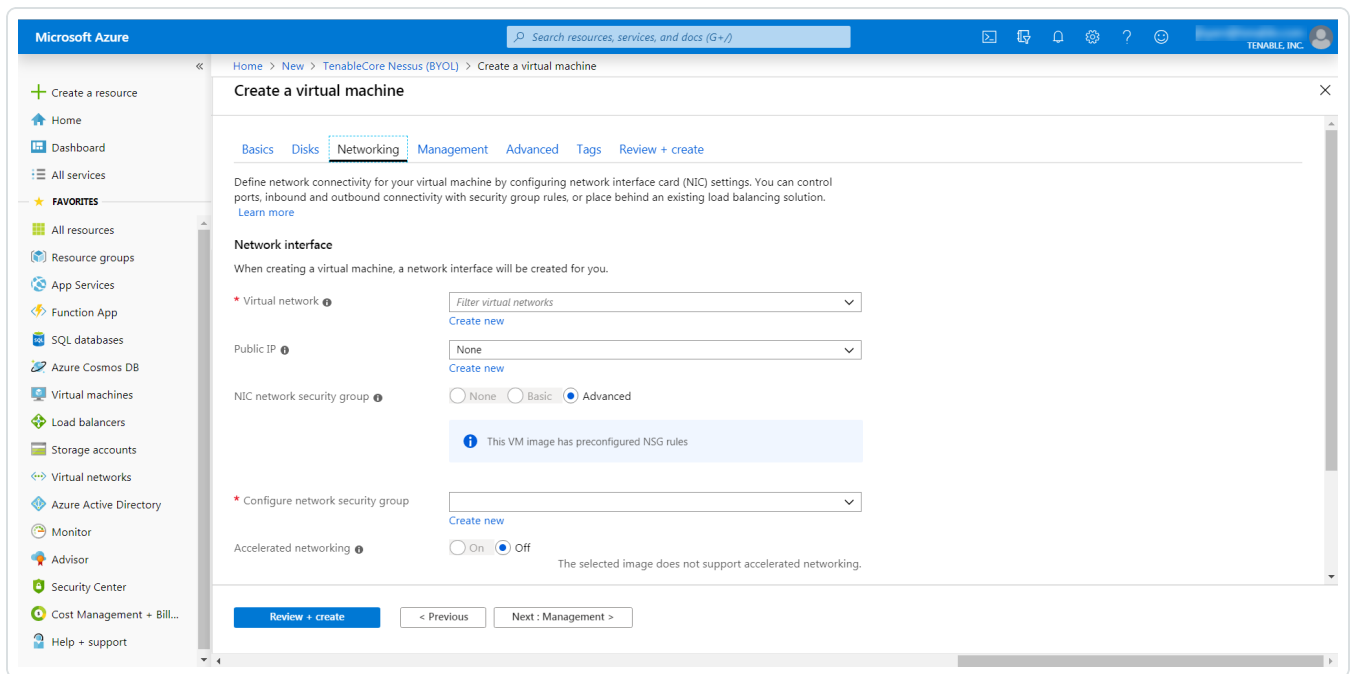 Microsoft Azure
Search resources, services, and docs (G+/)
TENABLE, INC.
«
Create a resource
Home
Dashboard
All services
FAVORITES
All resources
Resource groups
App Services
Function App
SQL databases
Azure Cosmos DB
Virtual machines
Load balancers
Storage accounts
Virtual networks
Azure Active Directory
Monitor
Advisor
Security Center
Cost Management + Bill...
Help + support
Home > New > TenableCore Nessus (BYOL) > Create a virtual machine
Create a virtual machine
Basics Disks Networking Management Advanced Tags Review + create
Define network connectivity for your virtual machine by configuring network interface card (NIC) settings. You can control
ports, inbound and outbound connectivity with security group rules, or place behind an existing load balancing solution.
Learn more
Network interface
When creating a virtual machine, a network interface will be created for you.
* Virtual network
Filter virtual networks
Create new
Public IP
None
Create new
NIC network security group
None Basic Advanced
This VM image has preconfigured NSG rules
* Configure network security group
Create new
Accelerated networking
On Off
The selected image does not support accelerated networking.
Review + create
< Previous
Next : Management >